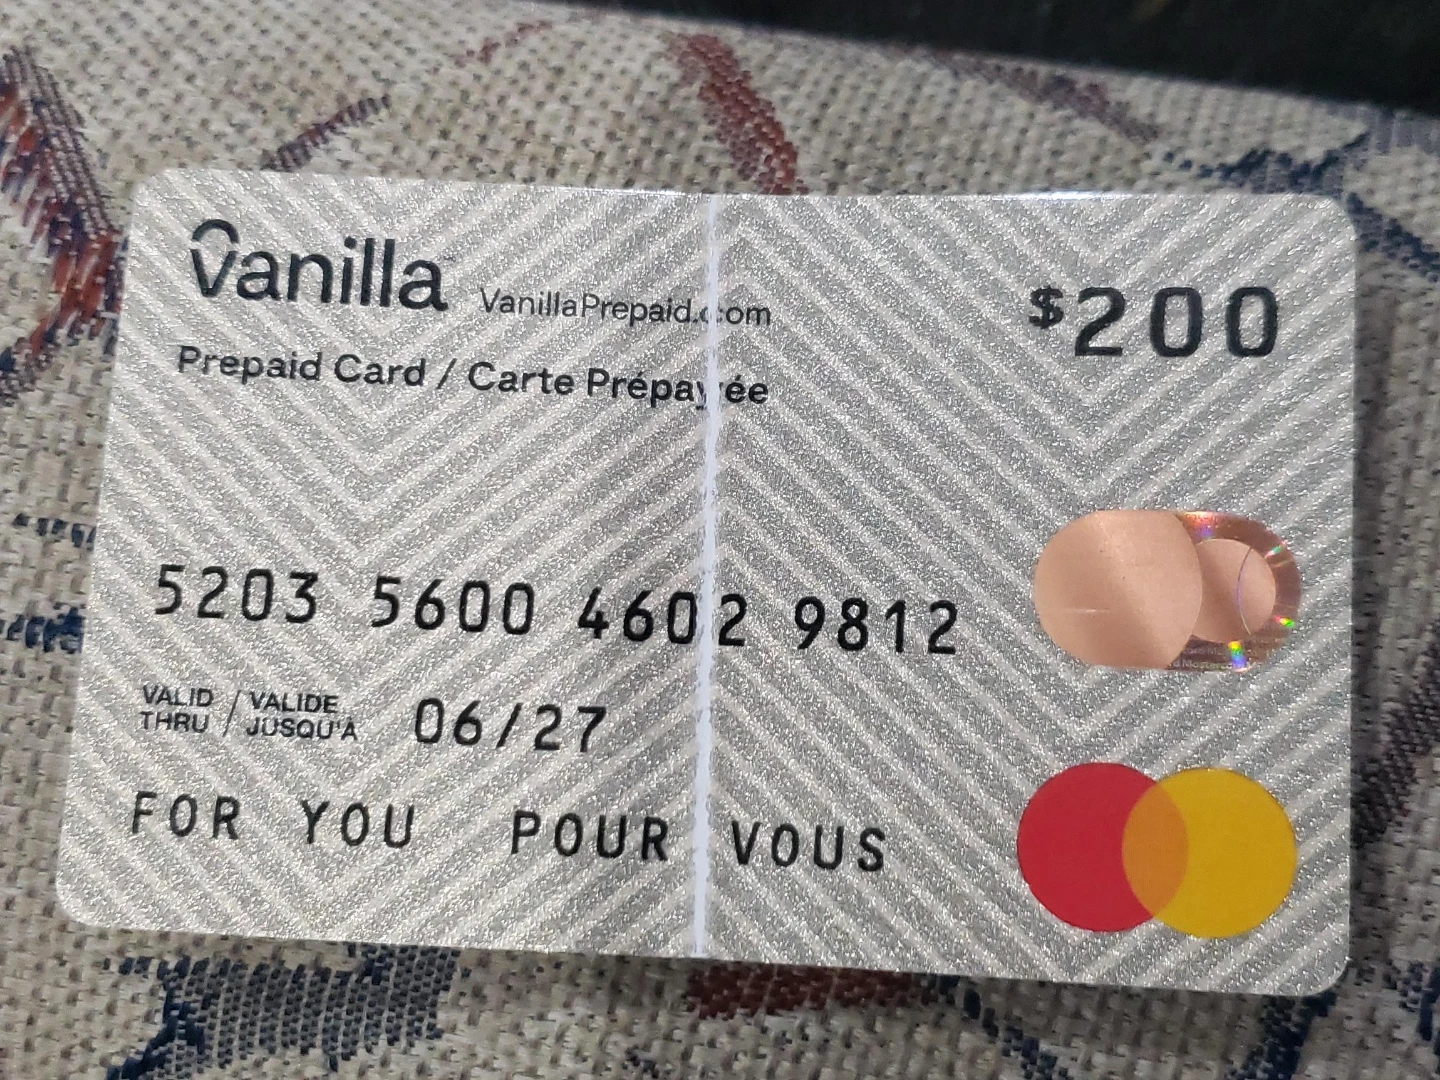 Vanilla VanillaPrepaid.com
$200
Prepaid Card / Carte Prépayée
5203 5600 4602 9812
VALID THRU / VALIDE JUSQU'À 06/27
FOR YOU POUR VOUS